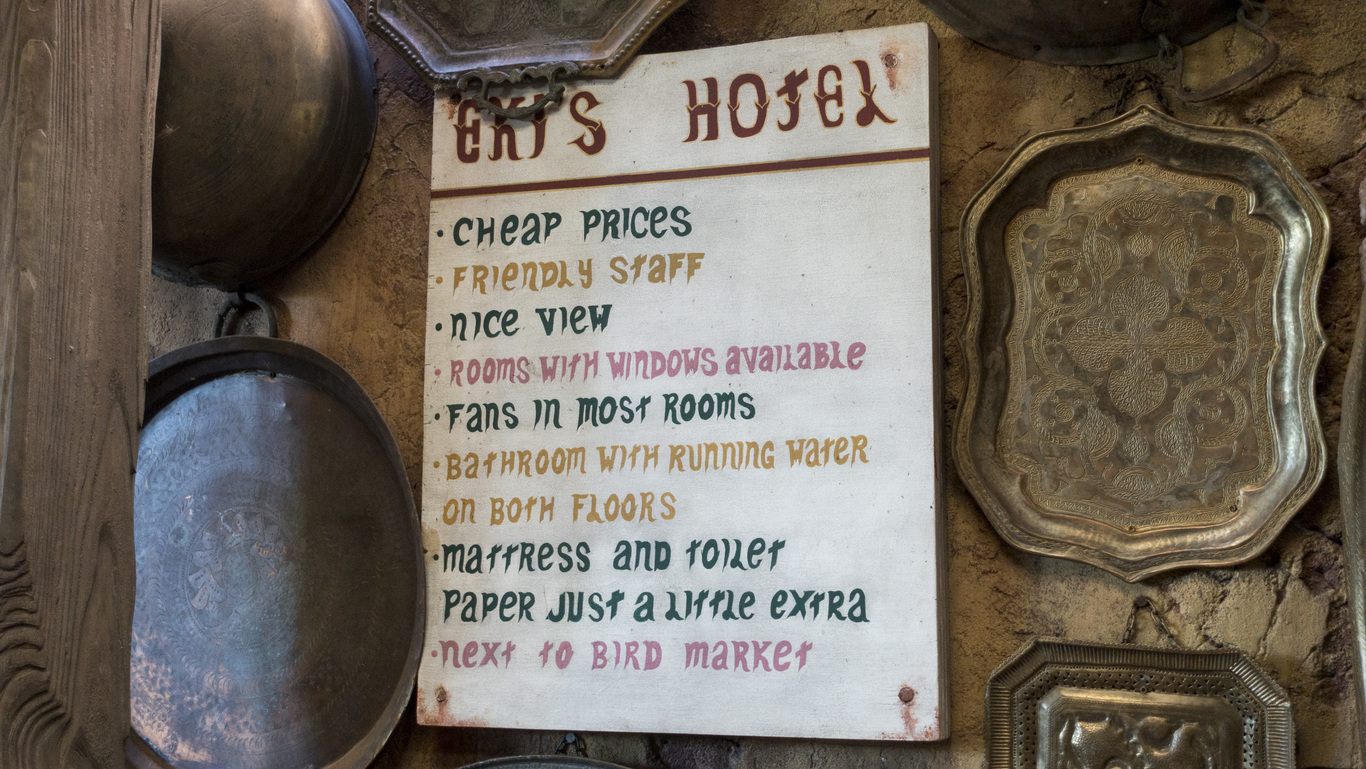 EKI'S HOTEL
· CHEAP PRICES
· FRIENDLY STAFF
· NICE VIEW
· ROOMS WITH WINDOWS AVAILABLE
· FANS IN MOST ROOMS
· BATHROOM WITH RUNNING WATER
ON BOTH FLOORS
· MATTRESS AND TOILET
PAPER JUST A LITTLE EXTRA
· NEXT TO BIRD MARKET